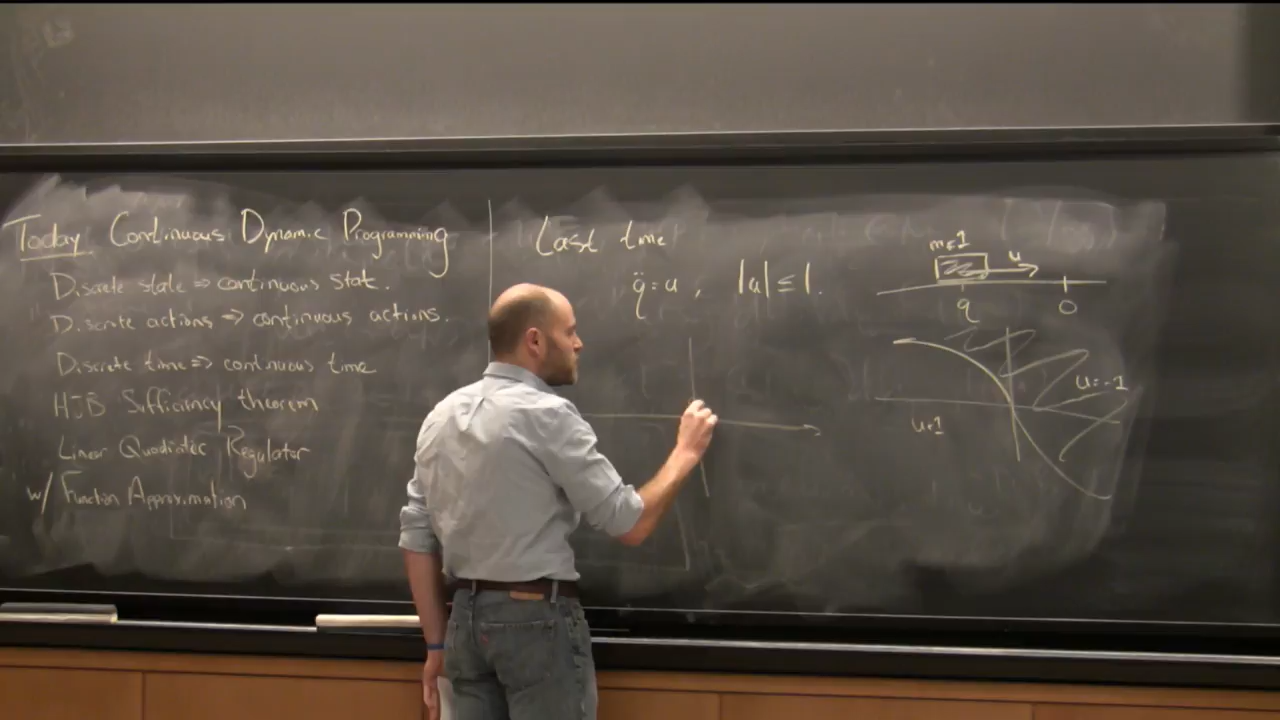 Today Continuous Dynamic Programming
Discrete state => continuous state.
Discrete actions => continuous actions.
Discrete time => continuous time
HJB Sufficiency theorem
Linear Quadratic Regulator
w/ Function Approximation
Last time
q̈ = u, |u| ≤ 1.
m=1
u
q
0
u=-1
u=1